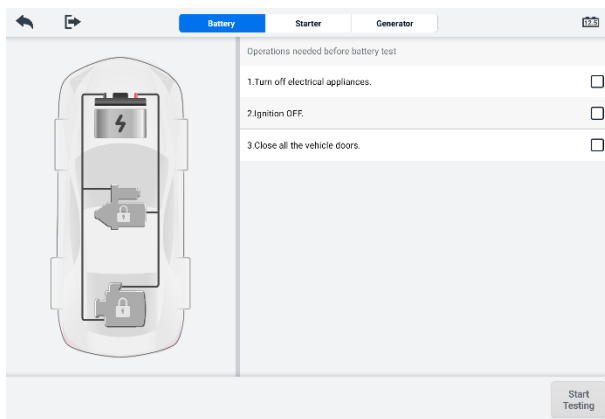 Battery Starter Generator
12.5
Operations needed before battery test
1.Turn off electrical appliances.
2.Ignition OFF.
3.Close all the vehicle doors.
Start
Testing